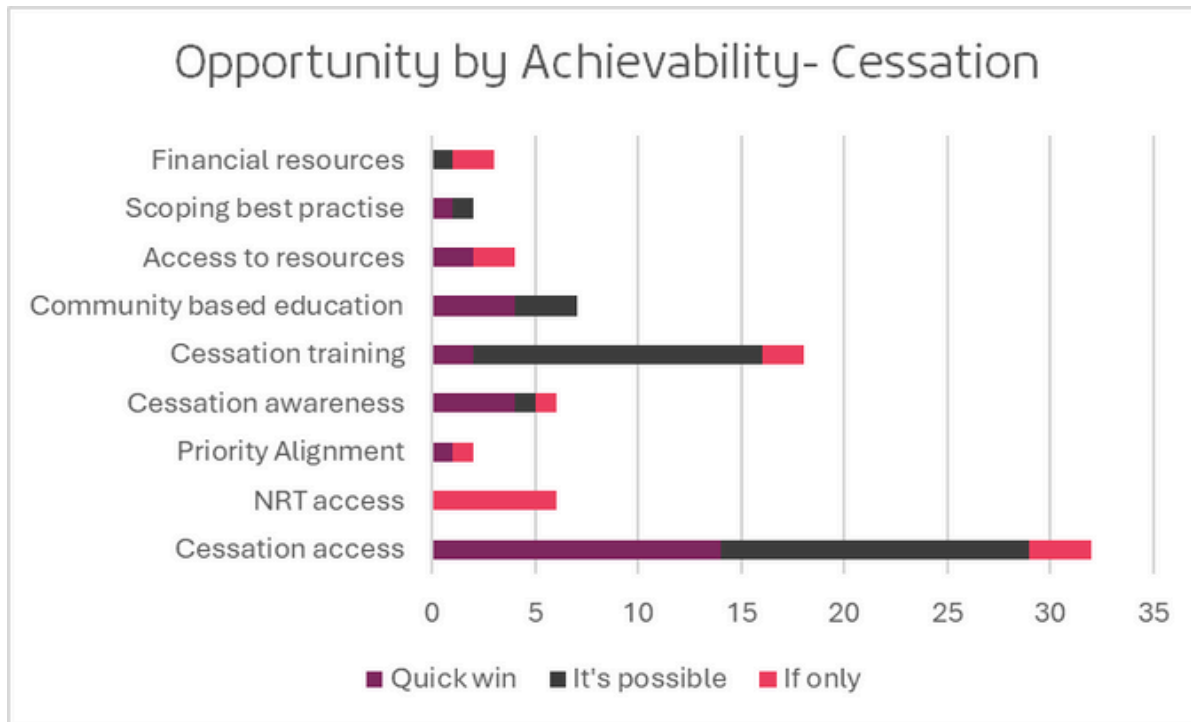 Opportunity by Achievability- Cessation
Financial resources
Scoping best practise
Access to resources
Community based education
Cessation training
Cessation awareness
Priority Alignment
NRT access
Cessation access
0 5 10 15 20 25 30 35
Quick win It's possible If only